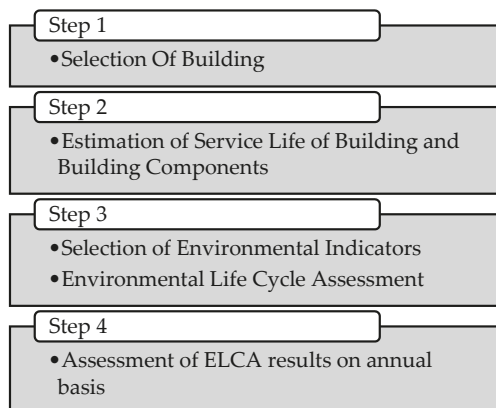 Step 1
•Selection Of Building
Step 2
•Estimation of Service Life of Building and
Building Components
Step 3
•Selection of Environmental Indicators
•Environmental Life Cycle Assessment
Step 4
•Assessment of ELCA results on annual
basis